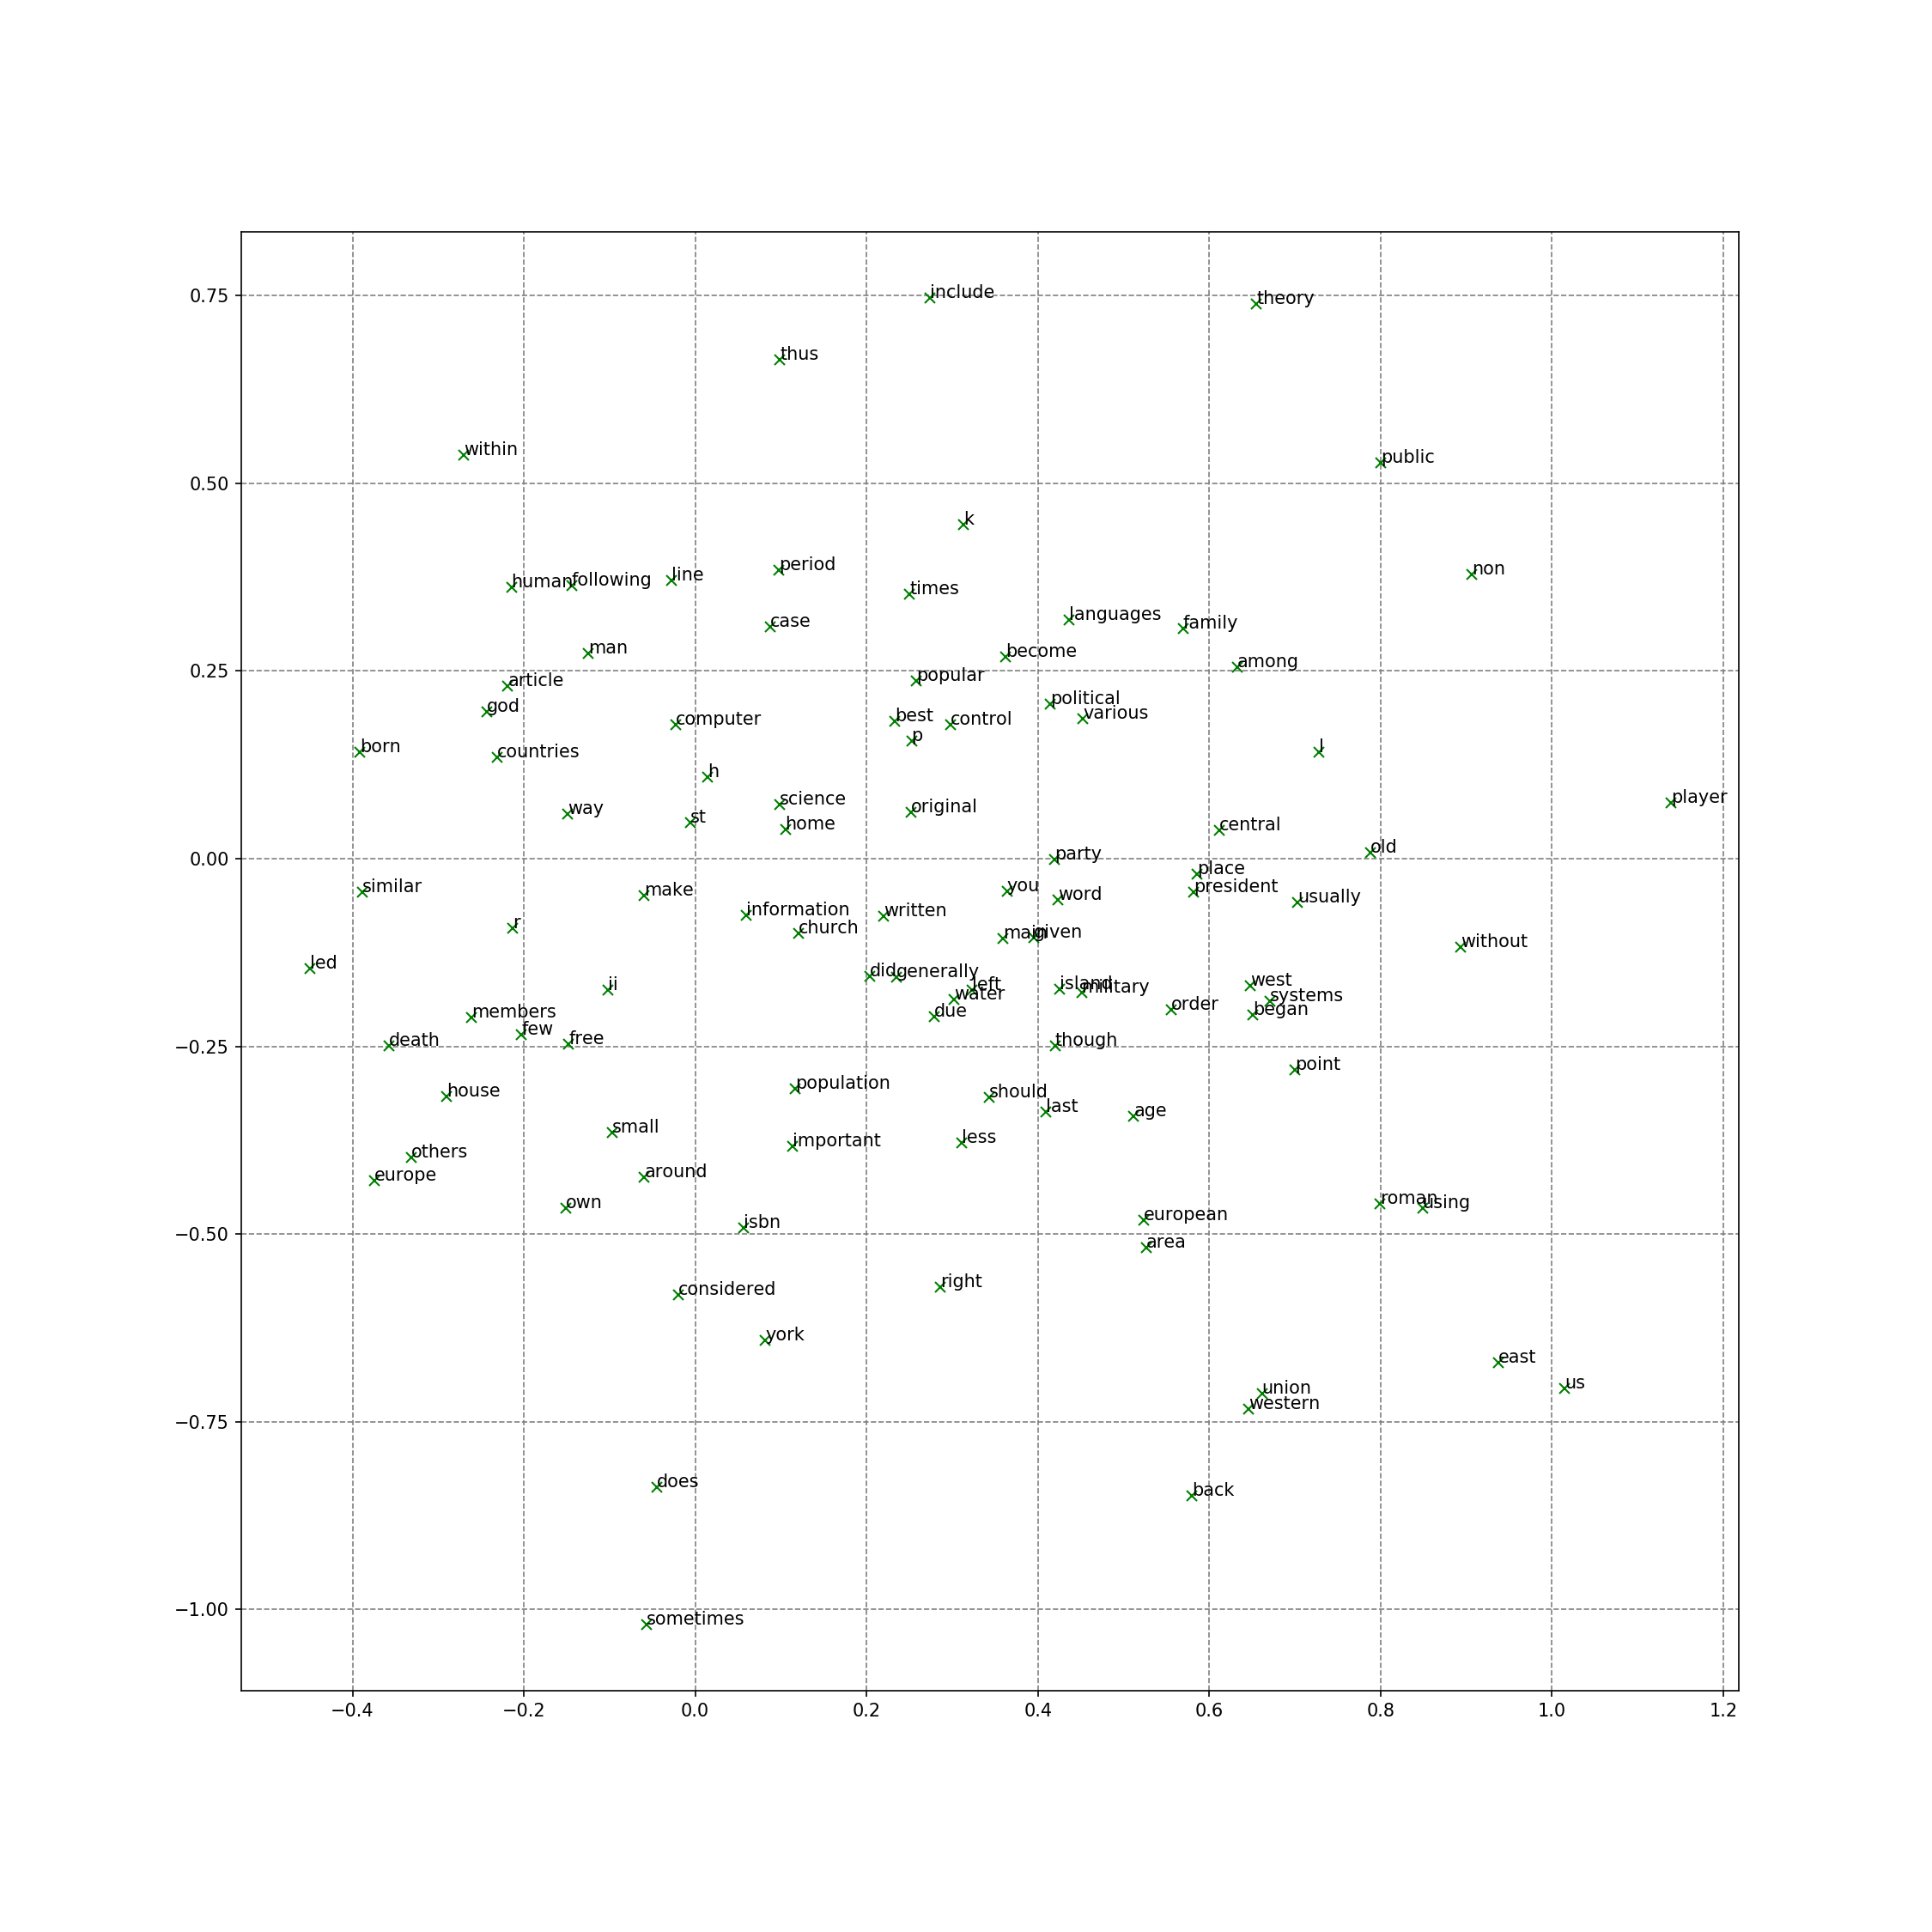 include
theory
thus
within
public
k
period
non
line
human
following
times
languages
case
family
man
become
among
popular
article
political
god
various
best
computer
control
p
born
l
countries
h
player
science
way
original
st
home
central
party
old
place
you
president
similar
make
word
usually
information
written
church
r
main
given
without
led
did
generally
west
ii
left
island
military
water
systems
members
order
due
began
few
free
death
though
point
population
house
should
last
age
small
less
important
others
around
europe
roman
own
using
european
isbn
area
right
considered
york
east
us
union
western
does
back
sometimes
0.75
0.50
0.25
0.00
−0.25
−0.50
−0.75
−1.00
−0.4 −0.2 0.0 0.2 0.4 0.6 0.8 1.0 1.2